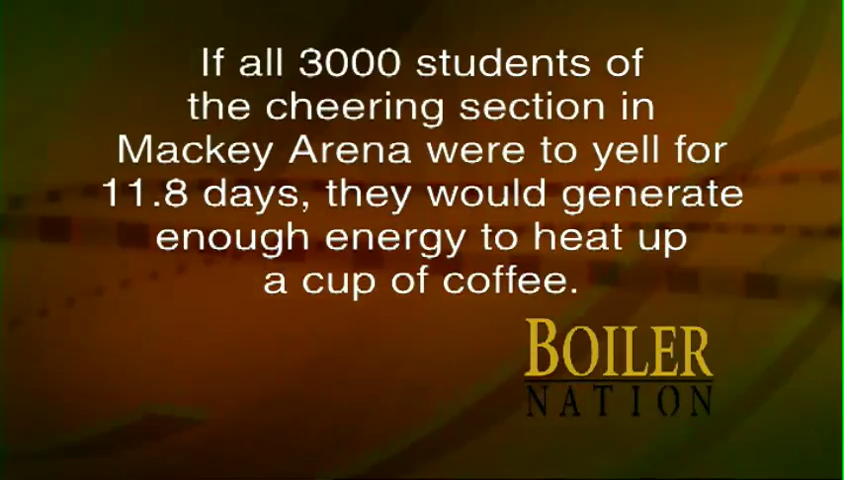 If all 3000 students of
the cheering section in
Mackey Arena were to yell for
11.8 days, they would generate
enough energy to heat up
a cup of coffee.
BOILER
NATION